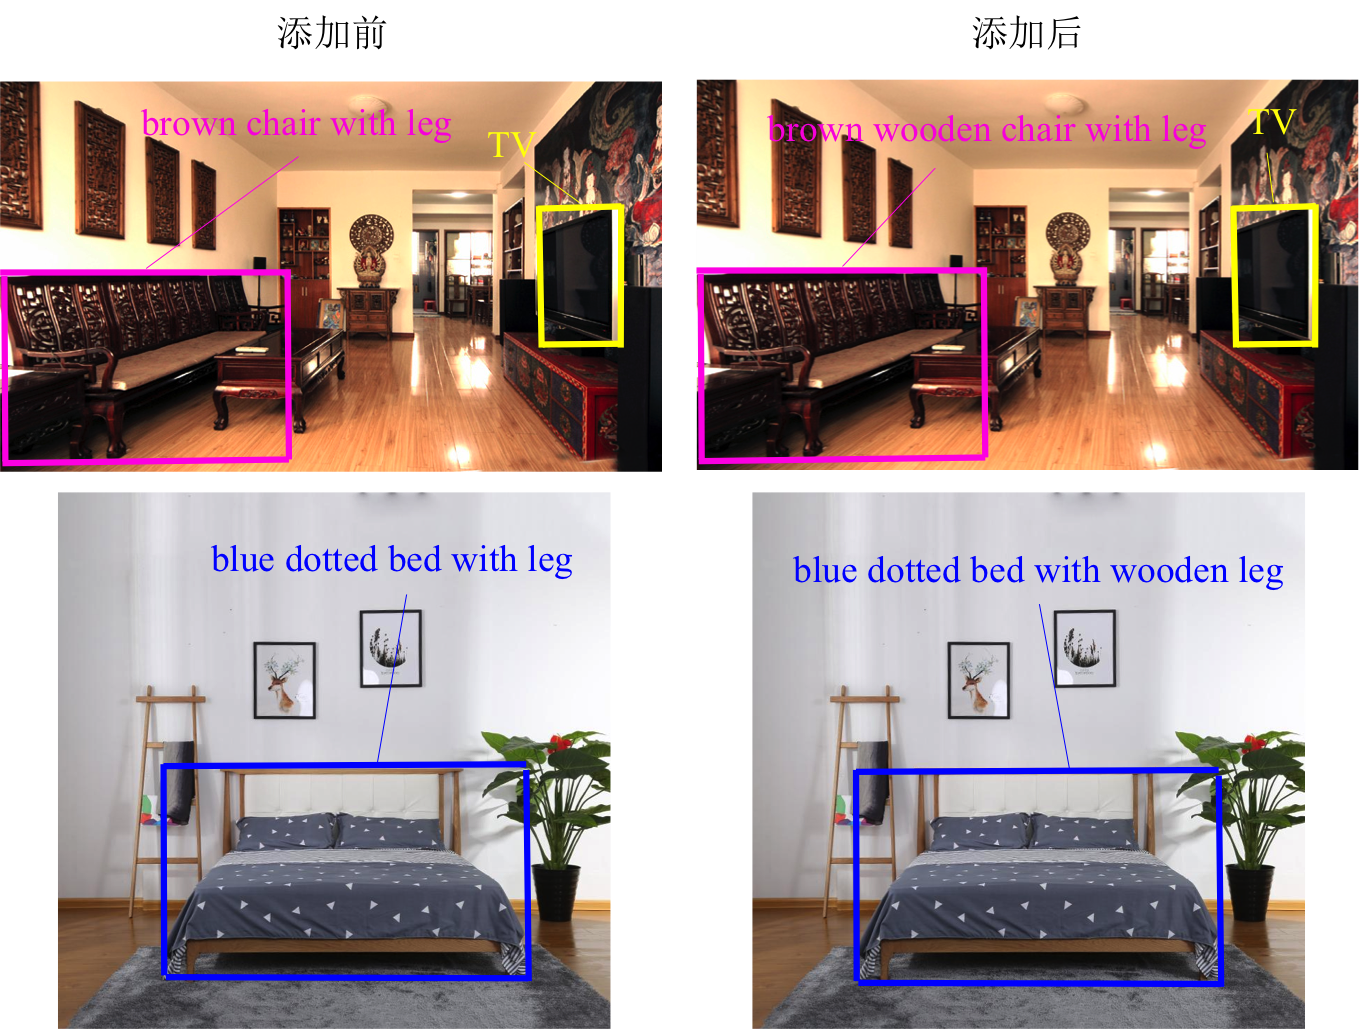 添加前
添加后
brown chair with leg
TV
brown wooden chair with leg
TV
blue dotted bed with leg
blue dotted bed with wooden leg